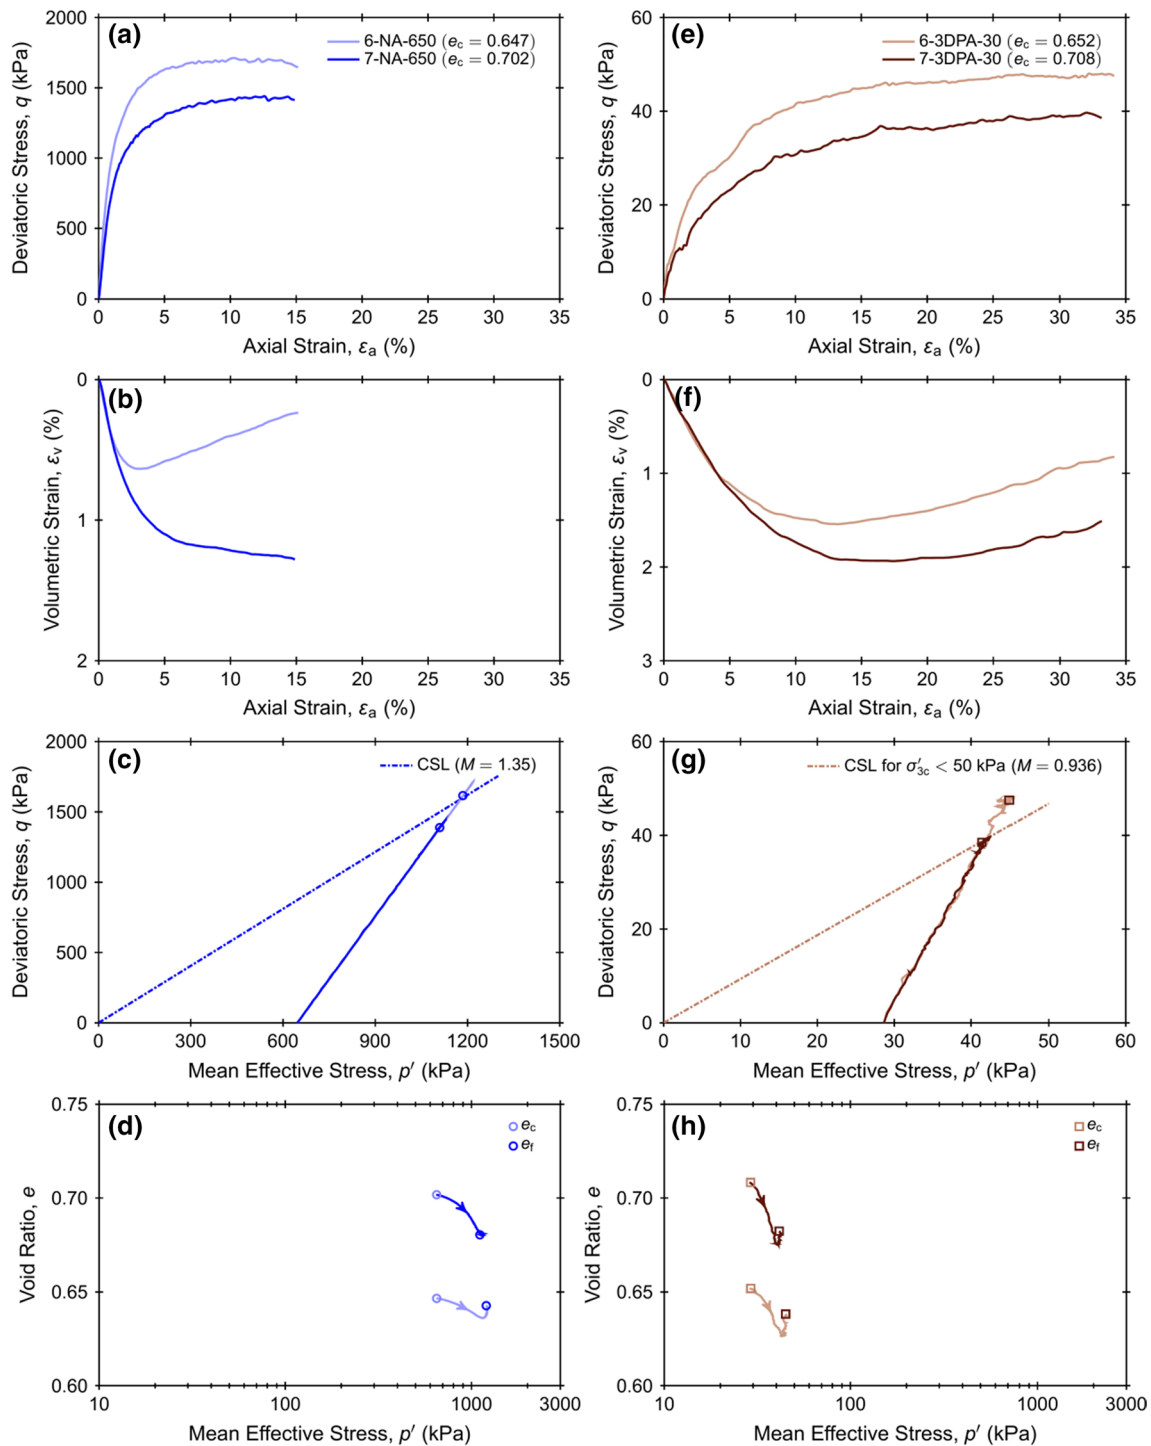 (a)
6-NA-650 (e_c = 0.647)
7-NA-650 (e_c = 0.702)
2000
1500
1000
500
0
Deviatoric Stress, q (kPa)
0 5 10 15 20 25 30 35
Axial Strain, ε_a (%)
(e)
6-3DPA-30 (e_c = 0.652)
7-3DPA-30 (e_c = 0.708)
60
40
20
0
Deviatoric Stress, q (kPa)
0 5 10 15 20 25 30 35
Axial Strain, ε_a (%)
(b)
0
1
2
Volumetric Strain, ε_v (%)
0 5 10 15 20 25 30 35
Axial Strain, ε_a (%)
(f)
0
1
2
3
Volumetric Strain, ε_v (%)
0 5 10 15 20 25 30 35
Axial Strain, ε_a (%)
(c)
CSL (M = 1.35)
2000
1500
1000
500
0
Deviatoric Stress, q (kPa)
0 300 600 900 1200 1500
Mean Effective Stress, p′ (kPa)
(g)
CSL for σ′_3c < 50 kPa (M = 0.936)
60
40
20
0
Deviatoric Stress, q (kPa)
0 10 20 30 40 50 60
Mean Effective Stress, p′ (kPa)
(d)
e_c
e_f
0.75
0.70
0.65
0.60
Void Ratio, e
10 100 1000 3000
Mean Effective Stress, p′ (kPa)
(h)
e_c
e_f
0.75
0.70
0.65
0.60
Void Ratio, e
10 100 1000 3000
Mean Effective Stress, p′ (kPa)